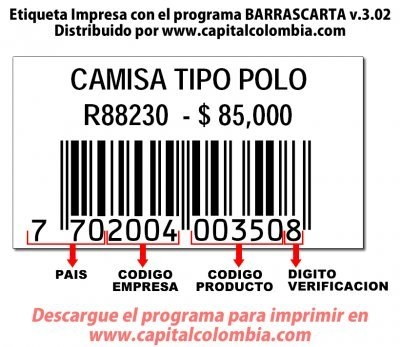 Etiqueta Impresa con el programa BARRASCARTA v.3.02
Distribuido por www.capitalcolombia.com
CAMISA TIPO POLO
R88230 - $ 85,000
7 702004 003508
PAIS CODIGO EMPRESA CODIGO PRODUCTO DIGITO VERIFICACION
Descargue el programa para imprimir en
www.capitalcolombia.com